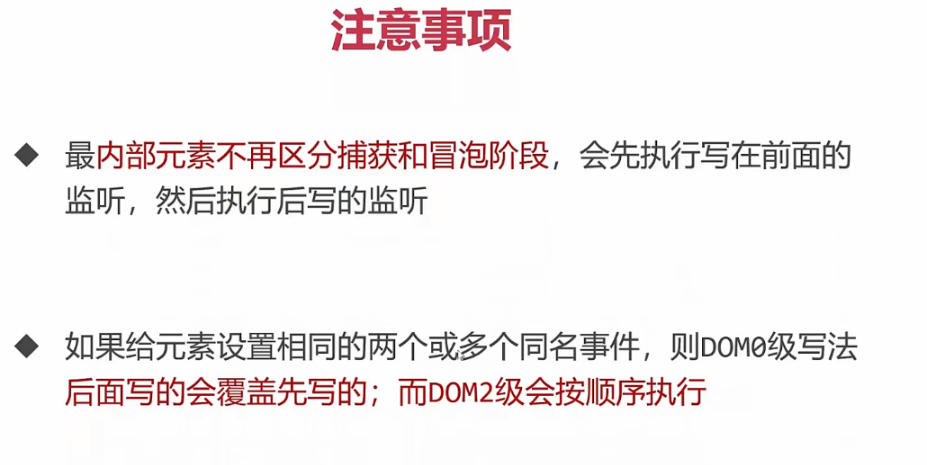 注意事项
◆ 最内部元素不再区分捕获和冒泡阶段，会先执行写在前面的
监听，然后执行后写的监听
◆ 如果给元素设置相同的两个或多个同名事件，则DOM0级写法
后面写的会覆盖先写的；而DOM2级会按顺序执行